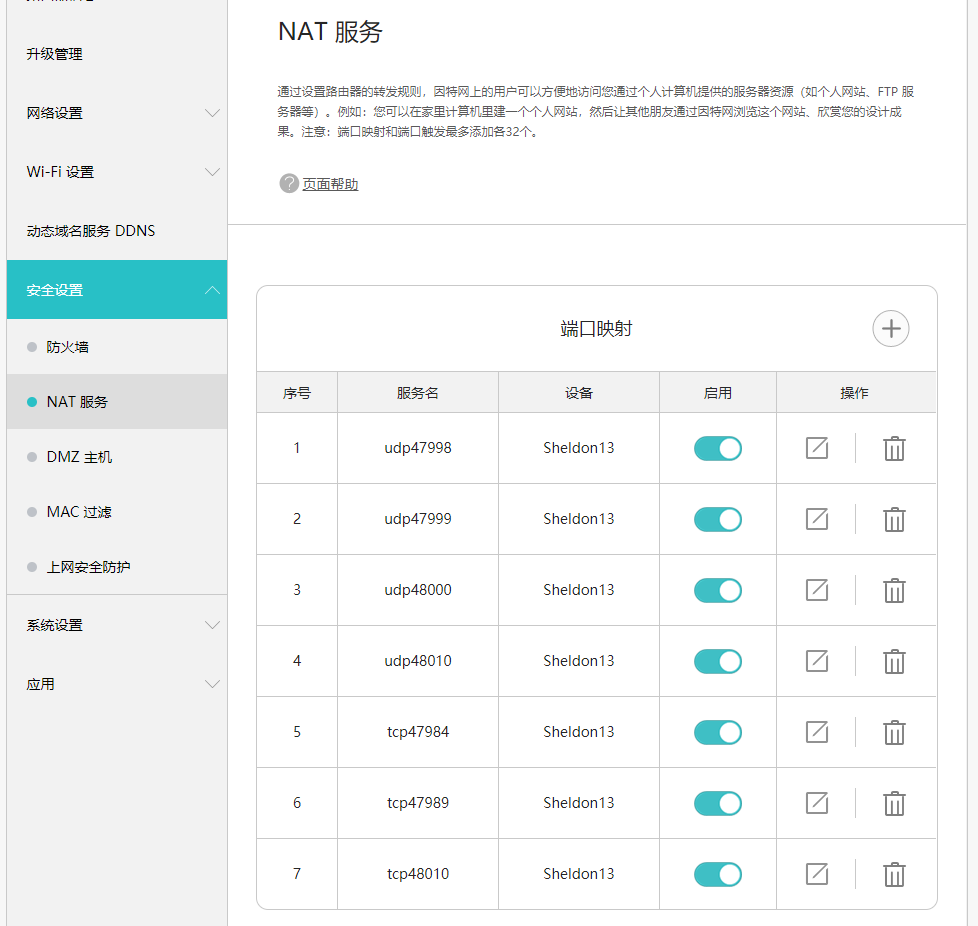 升级管理
网络设置
Wi-Fi 设置
动态域名服务 DDNS
安全设置
防火墙
NAT 服务
DMZ 主机
MAC 过滤
上网安全防护
系统设置
应用
NAT 服务
通过设置路由器的转发规则，因特网上的用户可以方便地访问您通过个人计算机提供的服务器资源（如个人网站、FTP 服
务器等）。例如：您可以在家里计算机里建一个个人网站，然后让其他朋友通过因特网浏览这个网站、欣赏您的设计成
果。注意：端口映射和端口触发最多添加各32个。
页面帮助
端口映射
序号 服务名 设备 启用 操作
1 udp47998 Sheldon13
2 udp47999 Sheldon13
3 udp48000 Sheldon13
4 udp48010 Sheldon13
5 tcp47984 Sheldon13
6 tcp47989 Sheldon13
7 tcp48010 Sheldon13